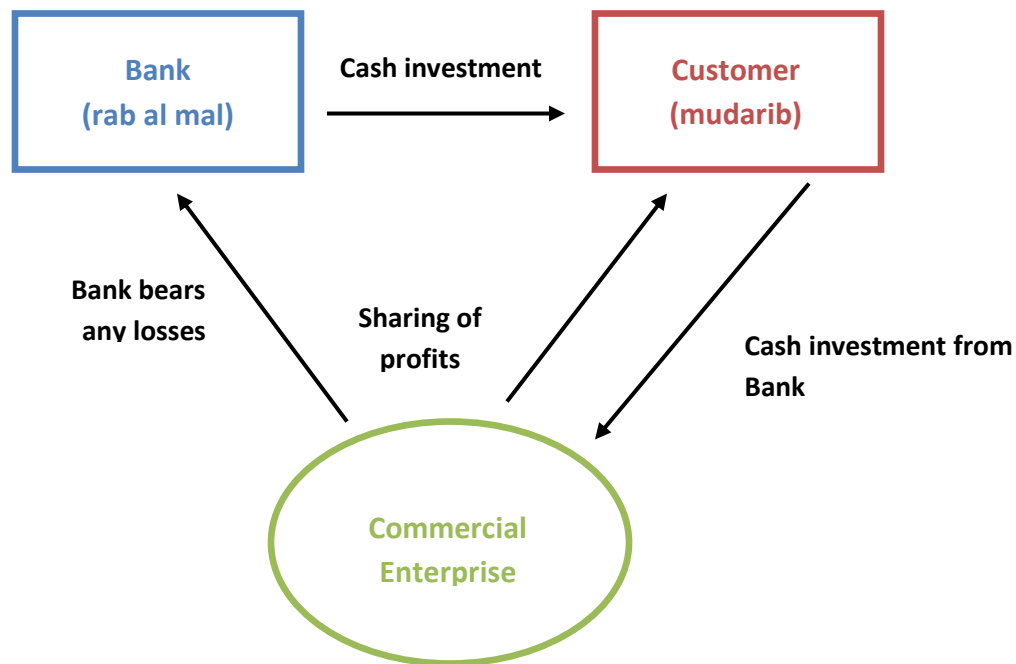 Bank
(rab al mal)
Cash investment
Customer
(mudarib)
Bank bears
any losses
Sharing of
profits
Cash investment from
Bank
Commercial
Enterprise